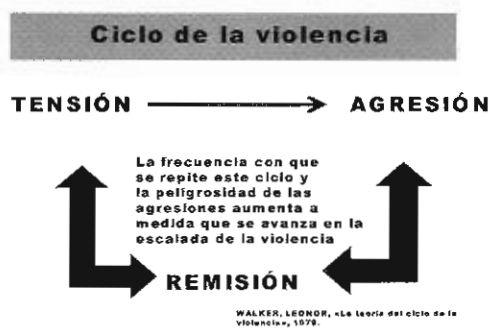 Ciclo de la violencia
TENSIÓN
AGRESIÓN
La frecuencia con que
se repite este ciclo y
la peligrosidad de las
agresiones aumenta a
medida que se avanza en la
escalada de la violencia
REMISIÓN
WALKER, LEONOR, «La teoría del ciclo de la
violencia», 1979.